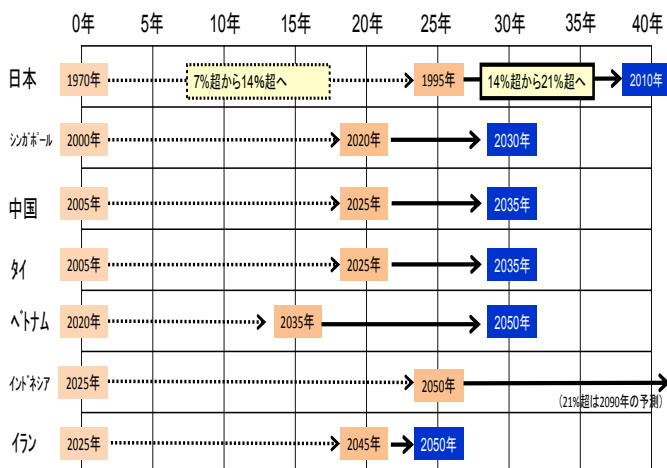 0年 5年 10年 15年 20年 25年 30年 35年 40年
日本 1970年 7%超から14%超へ 1995年 14%超から21%超へ 2010年
シンガポール 2000年 2020年 2030年
中国 2005年 2025年 2035年
タイ 2005年 2025年 2035年
ベトナム 2020年 2035年 2050年
インドネシア 2025年 2050年
(21%超は2090年の予測)
イラン 2025年 2045年 2050年